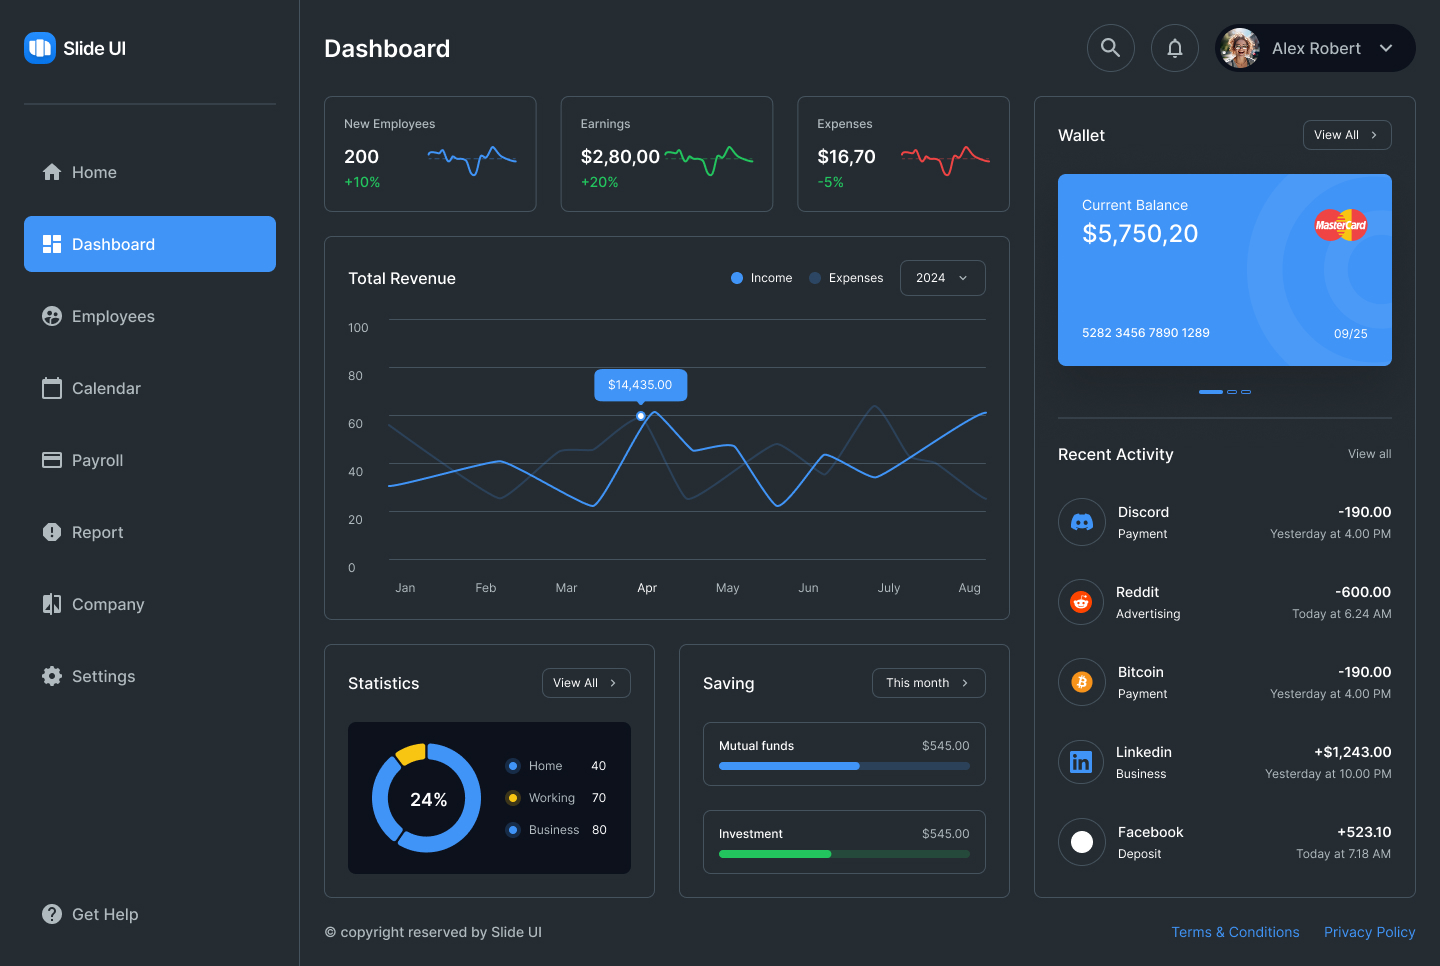 Slide UI
Home
Dashboard
Employees
Calendar
Payroll
Report
Company
Settings
Get Help
Dashboard
Alex Robert
New Employees
200
+10%
Earnings
$2,80,00
+20%
Expenses
$16,70
-5%
Total Revenue
Income
Expenses
2024
100
80
60
40
20
0
$14,435.00
Jan Feb Mar Apr May Jun July Aug
Statistics
View All
24%
Home 40
Working 70
Business 80
Saving
This month
Mutual funds $545.00
Investment $545.00
Wallet
View All
Current Balance
$5,750,20
MasterCard
5282 3456 7890 1289 09/25
Recent Activity View all
Discord -190.00
Payment Yesterday at 4.00 PM
Reddit -600.00
Advertising Today at 6.24 AM
Bitcoin -190.00
Payment Yesterday at 4.00 PM
Linkedin +$1,243.00
Business Yesterday at 10.00 PM
Facebook +523.10
Deposit Today at 7.18 AM
© copyright reserved by Slide UI
Terms & Conditions Privacy Policy